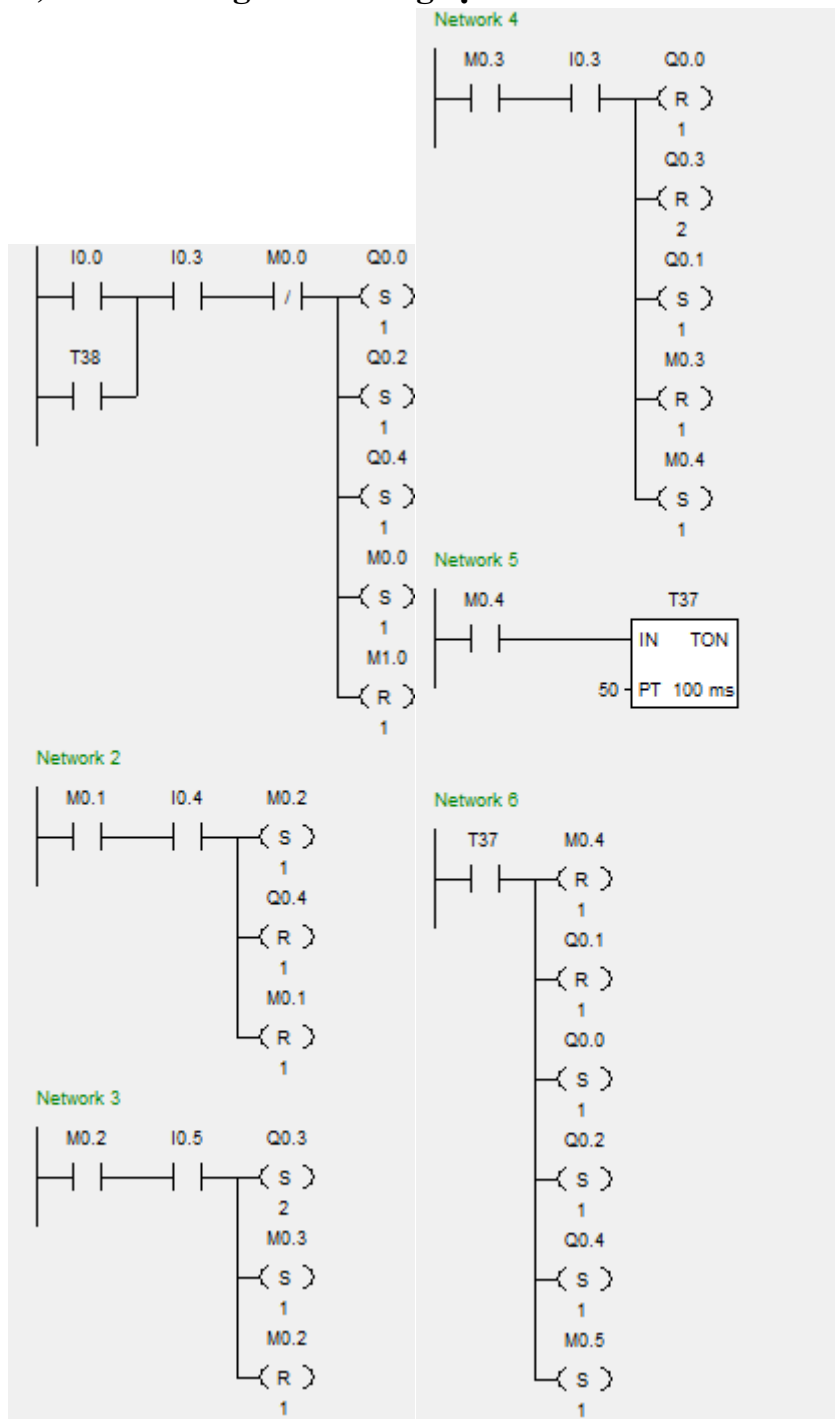 Network 4
M0.3 I0.3 Q0.0
R
1
Q0.3
R
2
Q0.1
S
1
M0.3
R
1
M0.4
S
1
Network 5
M0.4 T37
IN TON
50 PT 100 ms
Network 6
T37 M0.4
R
1
Q0.1
R
1
Q0.0
S
1
Q0.2
S
1
Q0.4
S
1
M0.5
S
1
I0.0 I0.3 M0.0 Q0.0
/ S
1
T38 Q0.2
S
1
Q0.4
S
1
M0.0
S
1
M1.0
R
1
Network 2
M0.1 I0.4 M0.2
S
1
Q0.4
R
1
M0.1
R
1
Network 3
M0.2 I0.5 Q0.3
S
2
M0.3
S
1
M0.2
R
1